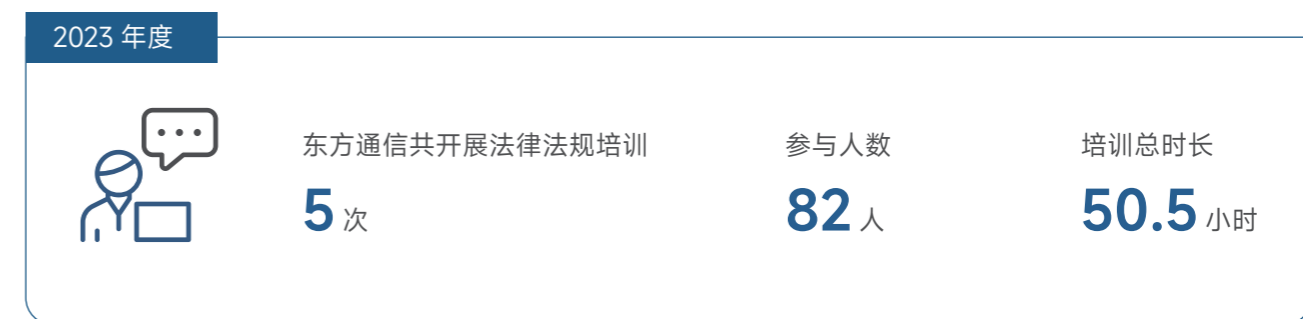 2023 年度
东方通信共开展法律法规培训
5 次
参与人数
82 人
培训总时长
50.5 小时